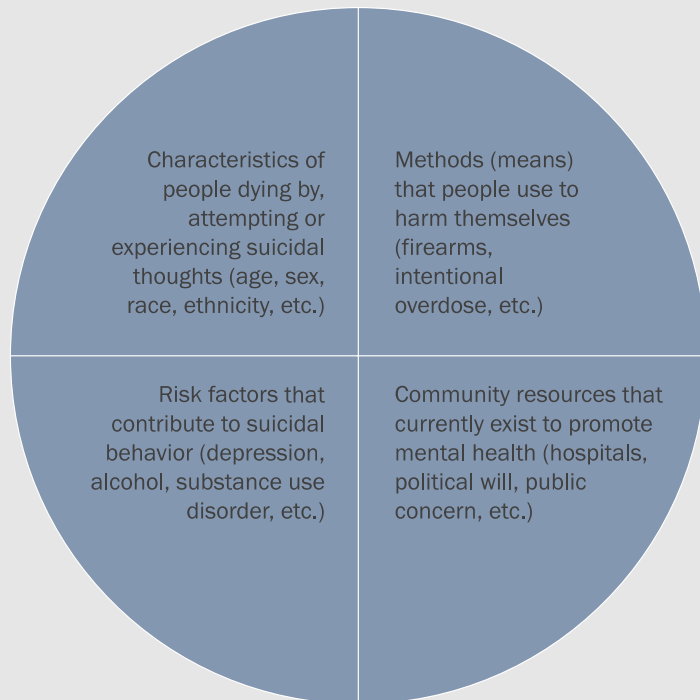 Characteristics of
people dying by,
attempting or
experiencing suicidal
thoughts (age, sex,
race, ethnicity, etc.)
Methods (means)
that people use to
harm themselves
(firearms,
intentional
overdose, etc.)
Risk factors that
contribute to suicidal
behavior (depression,
alcohol, substance use
disorder, etc.)
Community resources that
currently exist to promote
mental health (hospitals,
political will, public
concern, etc.)